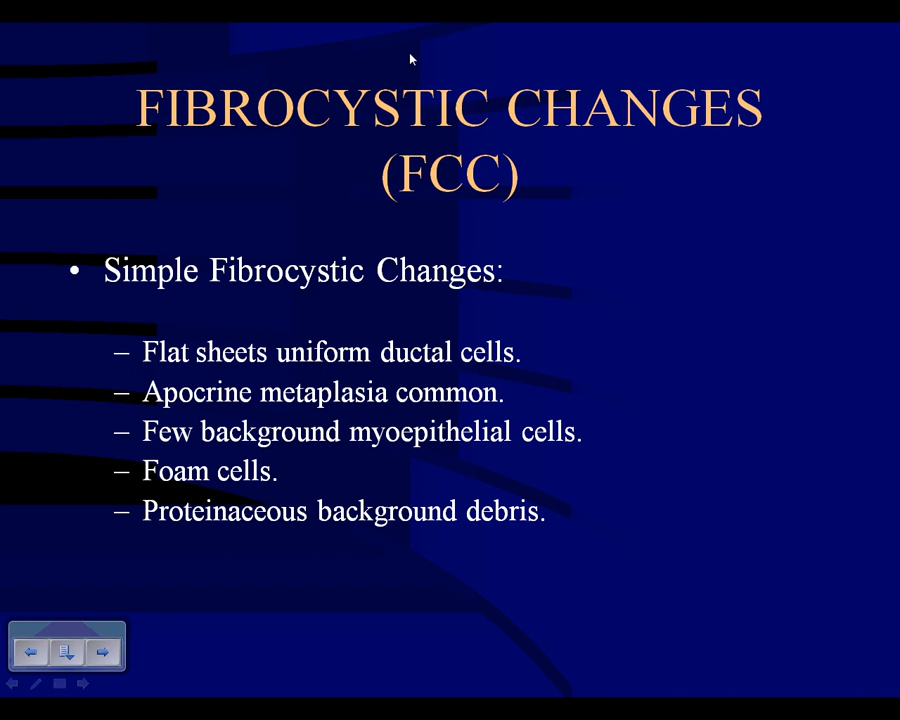 FIBROCYSTIC CHANGES
(FCC)
• Simple Fibrocystic Changes:
– Flat sheets uniform ductal cells.
– Apocrine metaplasia common.
– Few background myoepithelial cells.
– Foam cells.
– Proteinaceous background debris.